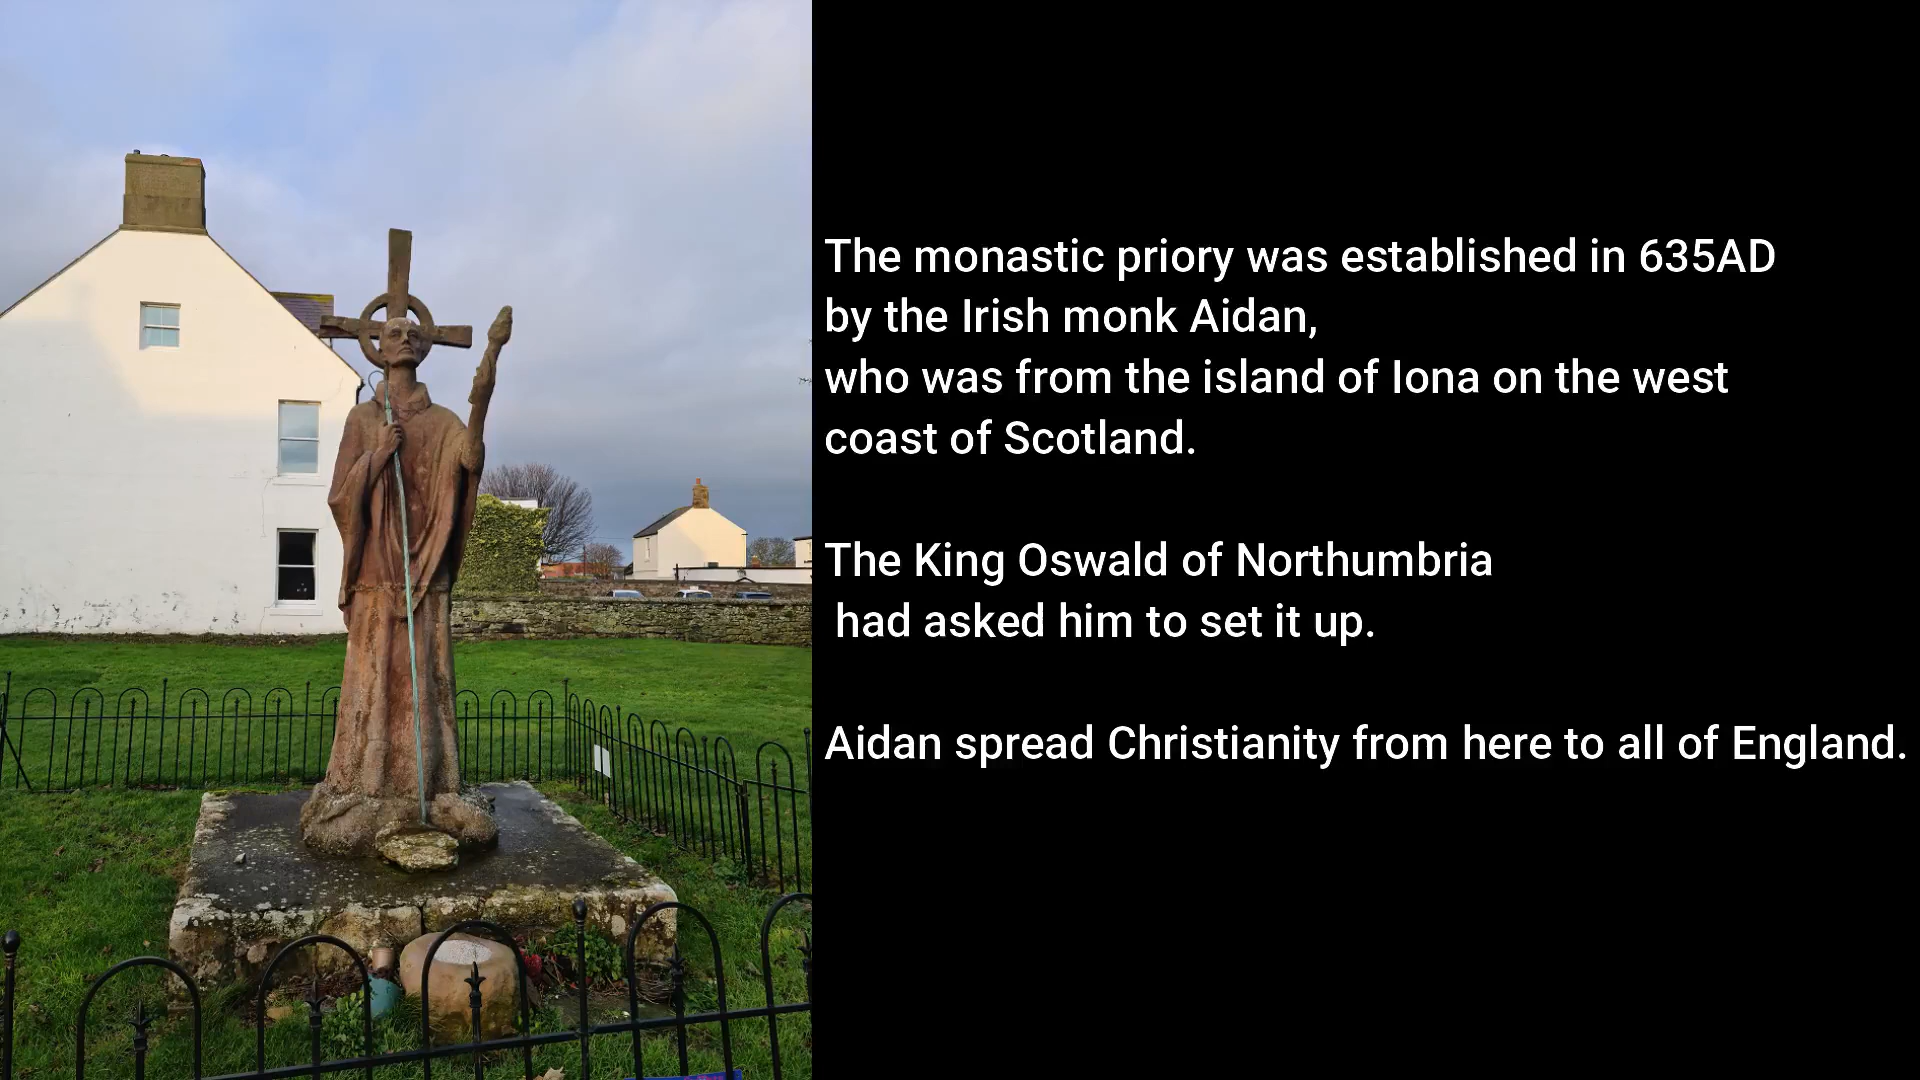 The monastic priory was established in 635AD
by the Irish monk Aidan,
who was from the island of Iona on the west
coast of Scotland.
The King Oswald of Northumbria
had asked him to set it up.
Aidan spread Christianity from here to all of England.